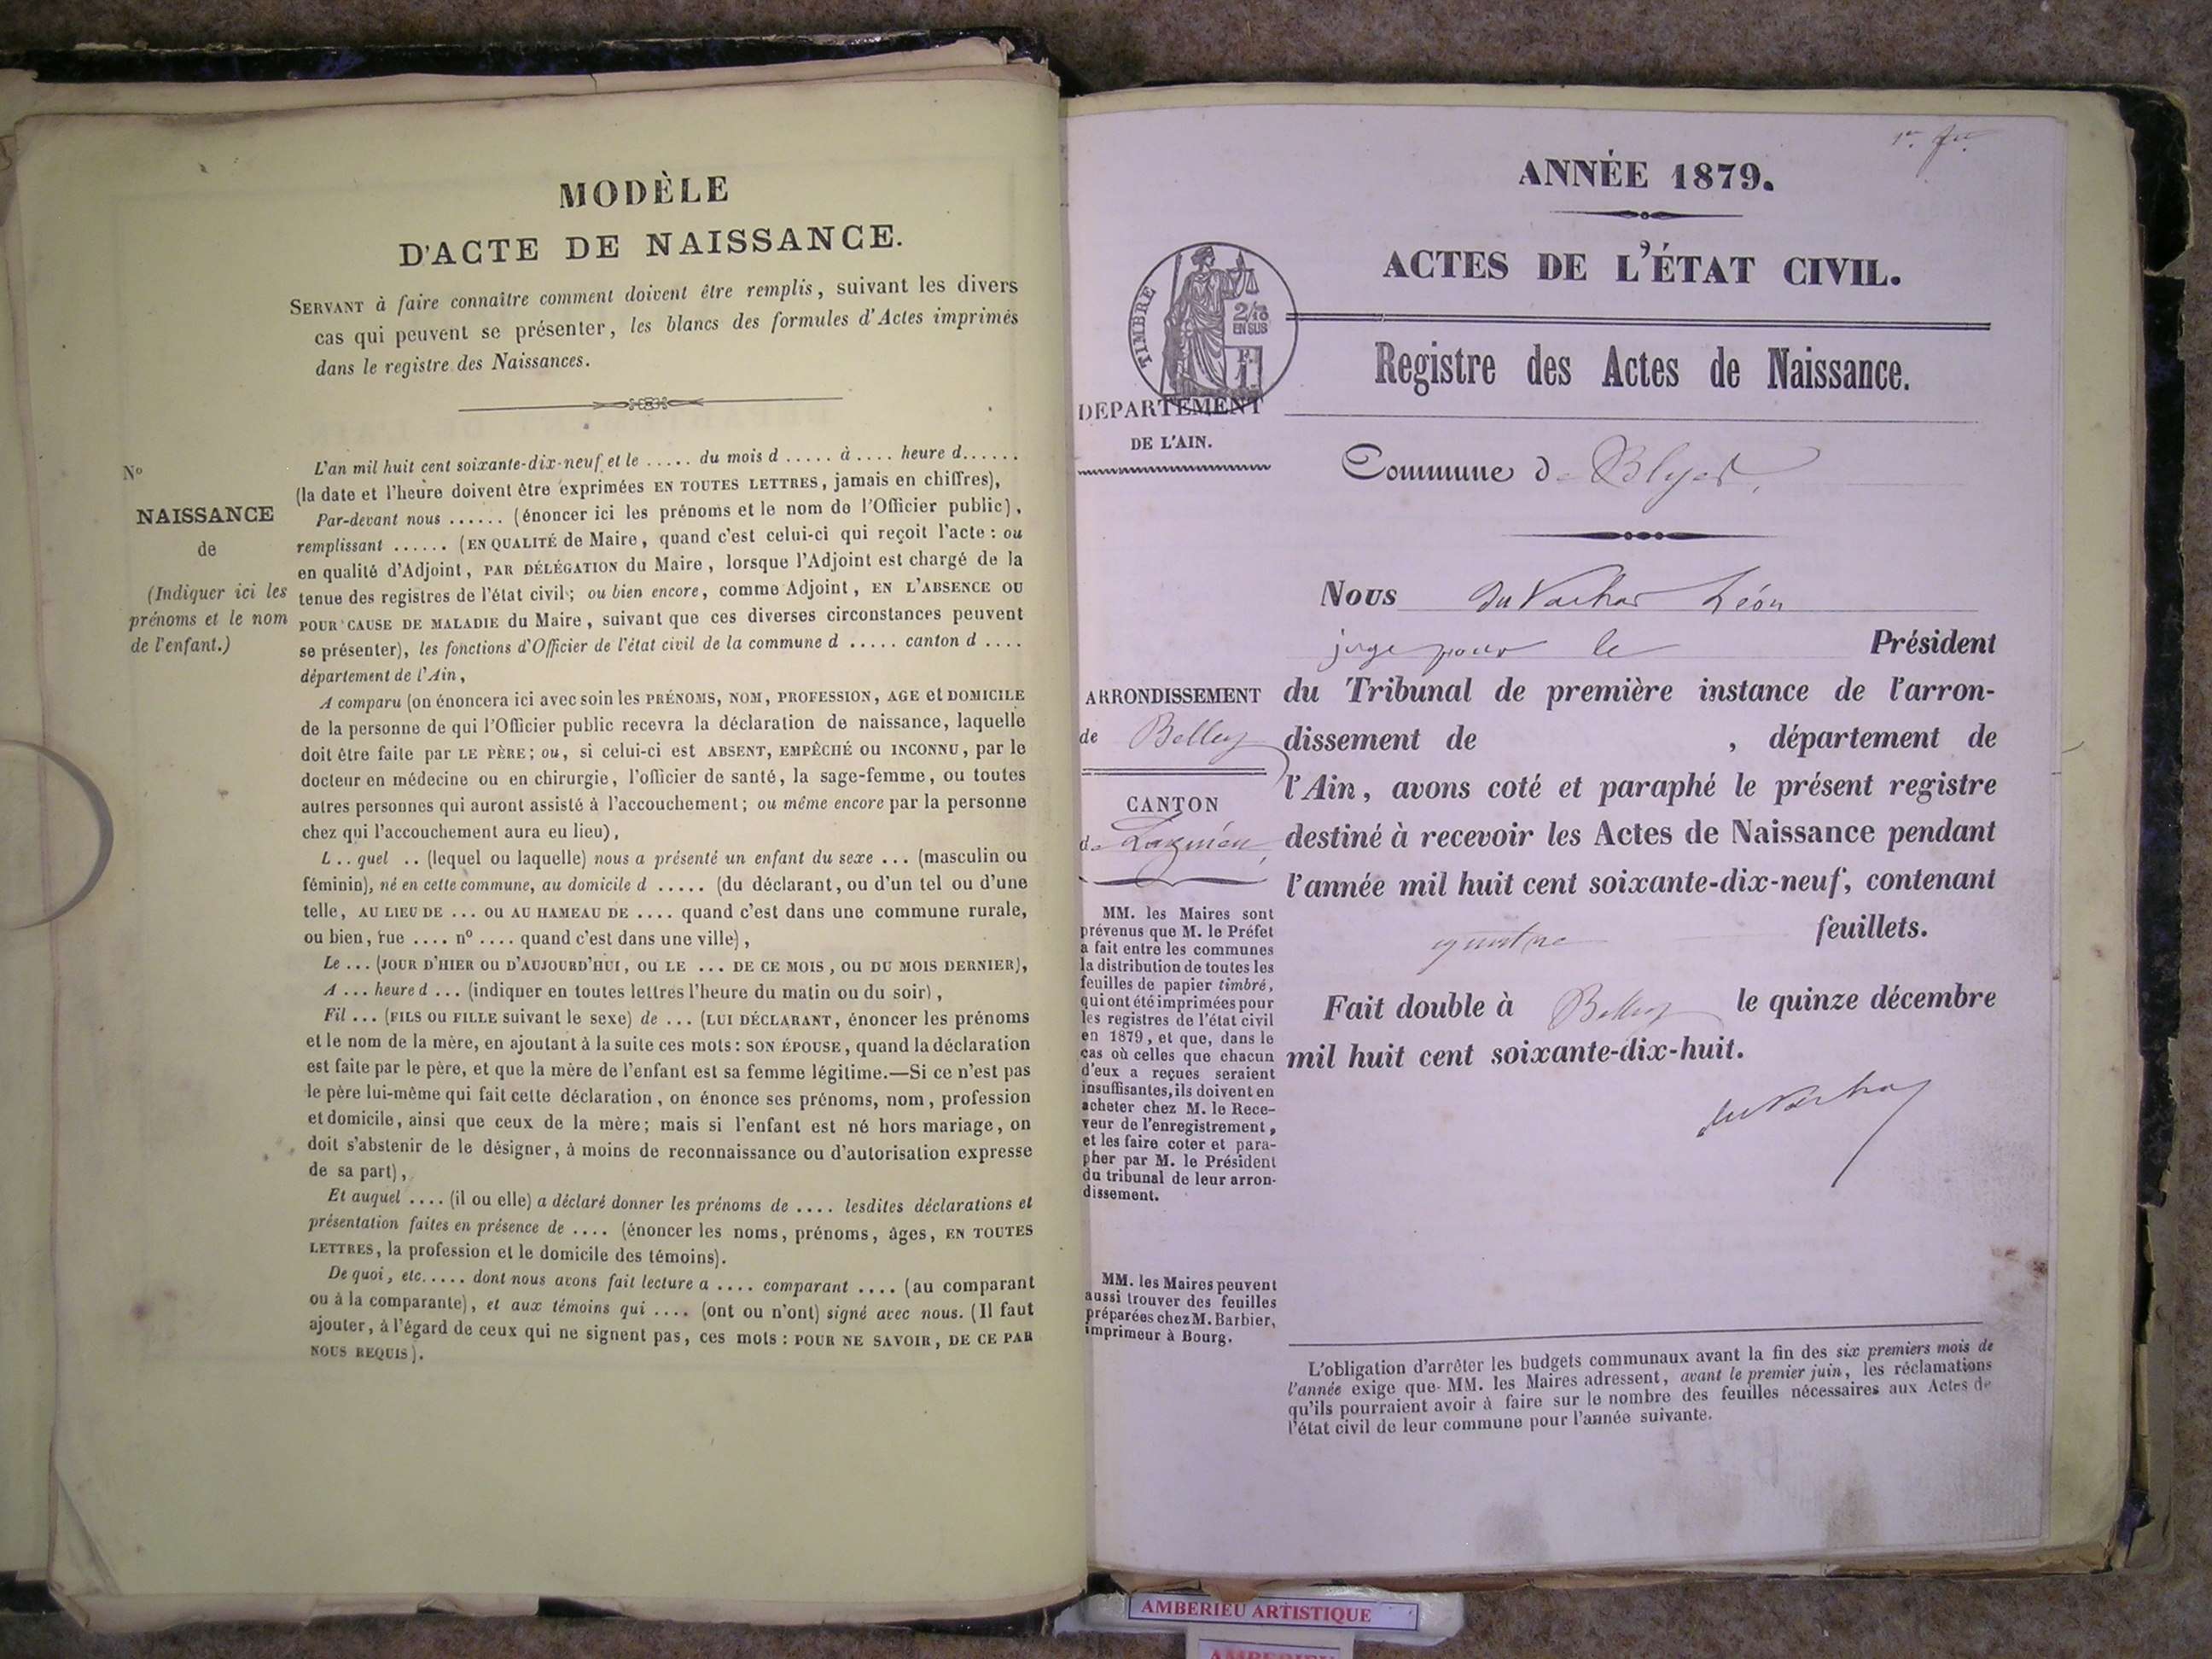 MODÈLE
D'ACTE DE NAISSANCE.
SERVANT à faire connaître comment doivent être remplis, suivant les divers
cas qui peuvent se présenter, les blancs des formules d'Actes imprimés
dans le registre des Naissances.
No
NAISSANCE
de
(Indiquer ici les
prénoms et le nom
de l'enfant.)
L'an mil huit cent soixante-dix-neuf et le ..... du mois d ..... à .... heure d......
(la date et l'heure doivent être exprimées EN TOUTES LETTRES, jamais en chiffres),
Par-devant nous ...... (énoncer ici les prénoms et le nom de l'Officier public),
remplissant ...... (EN QUALITÉ de Maire, quand c'est celui-ci qui reçoit l'acte : ou
en qualité d'Adjoint, PAR DÉLÉGATION du Maire, lorsque l'Adjoint est chargé de la
tenue des registres de l'état civil; ou bien encore, comme Adjoint, EN L'ABSENCE OU
POUR CAUSE DE MALADIE du Maire, suivant que ces diverses circonstances peuvent
se présenter), les fonctions d'Officier de l'état civil de la commune d ..... canton d ....
département de l'Ain,
A comparu (on énoncera ici avec soin les PRÉNOMS, NOM, PROFESSION, AGE et DOMICILE
de la personne de qui l'Officier public recevra la déclaration de naissance, laquelle
doit être faite par LE PÈRE; ou, si celui-ci est ABSENT, EMPÊCHÉ OU INCONNU, par le
docteur en médecine ou en chirurgie, l'officier de santé, la sage-femme, ou toutes
autres personnes qui auront assisté à l'accouchement; ou même encore par la personne
chez qui l'accouchement aura eu lieu),
L .. quel .. (lequel ou laquelle) nous a présenté un enfant du sexe ... (masculin ou
féminin), né en cette commune, au domicile d ..... (du déclarant, ou d'un tel ou d'une
telle, AU LIEU DE ... OU AU HAMEAU DE .... quand c'est dans une commune rurale,
ou bien, rue .... no .... quand c'est dans une ville),
Le ... (JOUR D'HIER OU D'AUJOURD'HUI, OU LE ... DE CE MOIS, OU DU MOIS DERNIER),
A ... heure d ... (indiquer en toutes lettres l'heure du matin ou du soir),
Fil ... (FILS OU FILLE suivant le sexe) de ... (LUI DÉCLARANT, énoncer les prénoms
et le nom de la mère, en ajoutant à la suite ces mots : SON ÉPOUSE, quand la déclaration
est faite par le père, et que la mère de l'enfant est sa femme légitime.—Si ce n'est pas
le père lui-même qui fait cette déclaration, on énonce ses prénoms, nom, profession
et domicile, ainsi que ceux de la mère; mais si l'enfant est né hors mariage, on
doit s'abstenir de le désigner, à moins de reconnaissance ou d'autorisation expresse
de sa part),
Et auquel .... (il ou elle) a déclaré donner les prénoms de .... lesdites déclarations et
présentation faites en présence de .... (énoncer les noms, prénoms, âges, EN TOUTES
LETTRES, la profession et le domicile des témoins).
De quoi, etc..... dont nous avons fait lecture a .... comparant .... (au comparant
ou à la comparante), et aux témoins qui .... (ont ou n'ont) signé avec nous. (Il faut
ajouter, à l'égard de ceux qui ne signent pas, ces mots : POUR NE SAVOIR, DE CE PAR
NOUS REQUIS).
ANNÉE 1879.
ACTES DE L'ÉTAT CIVIL.
TIMBRE
2/10
EN SUS
Registre des Actes de Naissance.
DEPARTEMENT
DE L'AIN.
Commune de Blyes
Nous du Vachat Léon
juge pour le Président
du Tribunal de première instance de l'arron-
dissement de , département de
l'Ain, avons coté et paraphé le présent registre
destiné à recevoir les Actes de Naissance pendant
l'année mil huit cent soixante-dix-neuf, contenant
quatre feuillets.
Fait double à Belley le quinze décembre
mil huit cent soixante-dix-huit.
du Vachat
ARRONDISSEMENT
de Belley
CANTON
de Lagnieu
MM. les Maires sont
prévenus que M. le Préfet
a fait entre les communes
la distribution de toutes les
feuilles de papier timbré,
qui ont été imprimées pour
les registres de l'état civil
en 1879, et que, dans le
cas où celles que chacun
d'eux a reçues seraient
insuffisantes, ils doivent en
acheter chez M. le Rece-
veur de l'enregistrement,
et les faire coter et para-
pher par M. le Président
du tribunal de leur arron-
dissement.
MM. les Maires peuvent
aussi trouver des feuilles
préparées chez M. Barbier,
imprimeur à Bourg.
L'obligation d'arrêter les budgets communaux avant la fin des six premiers mois de
l'année exige que MM. les Maires adressent, avant le premier juin, les réclamations
qu'ils pourraient avoir à faire sur le nombre des feuilles nécessaires aux Actes de
l'état civil de leur commune pour l'année suivante.
AMBERIEU ARTISTIQUE
AMBERIEU